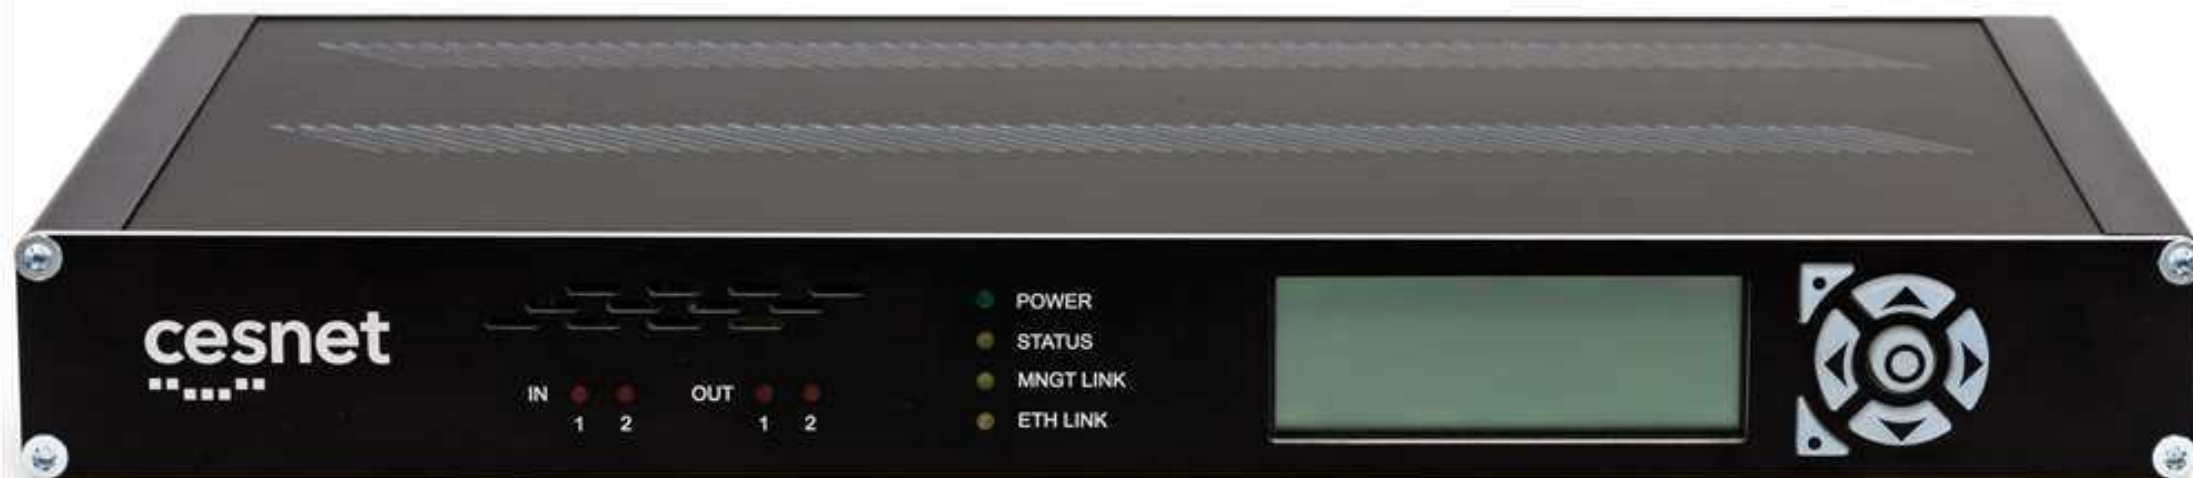 cesnet
POWER
STATUS
MNGT LINK
ETH LINK
IN OUT
1 2 1 2